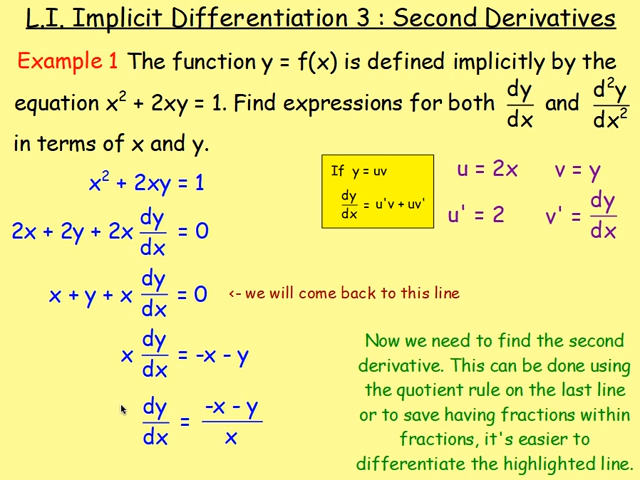 L.I. Implicit Differentiation 3 : Second Derivatives
Example 1 The function y = f(x) is defined implicitly by the
equation x² + 2xy = 1. Find expressions for both dy/dx and d²y/dx²
in terms of x and y.
x² + 2xy = 1
2x + 2y + 2x dy/dx = 0
x + y + x dy/dx = 0 <- we will come back to this line
x dy/dx = -x - y
dy/dx = -x - y / x
If y = uv
dy/dx = u'v + uv'
u = 2x v = y
u' = 2 v' = dy/dx
Now we need to find the second
derivative. This can be done using
the quotient rule on the last line
or to save having fractions within
fractions, it's easier to
differentiate the highlighted line.